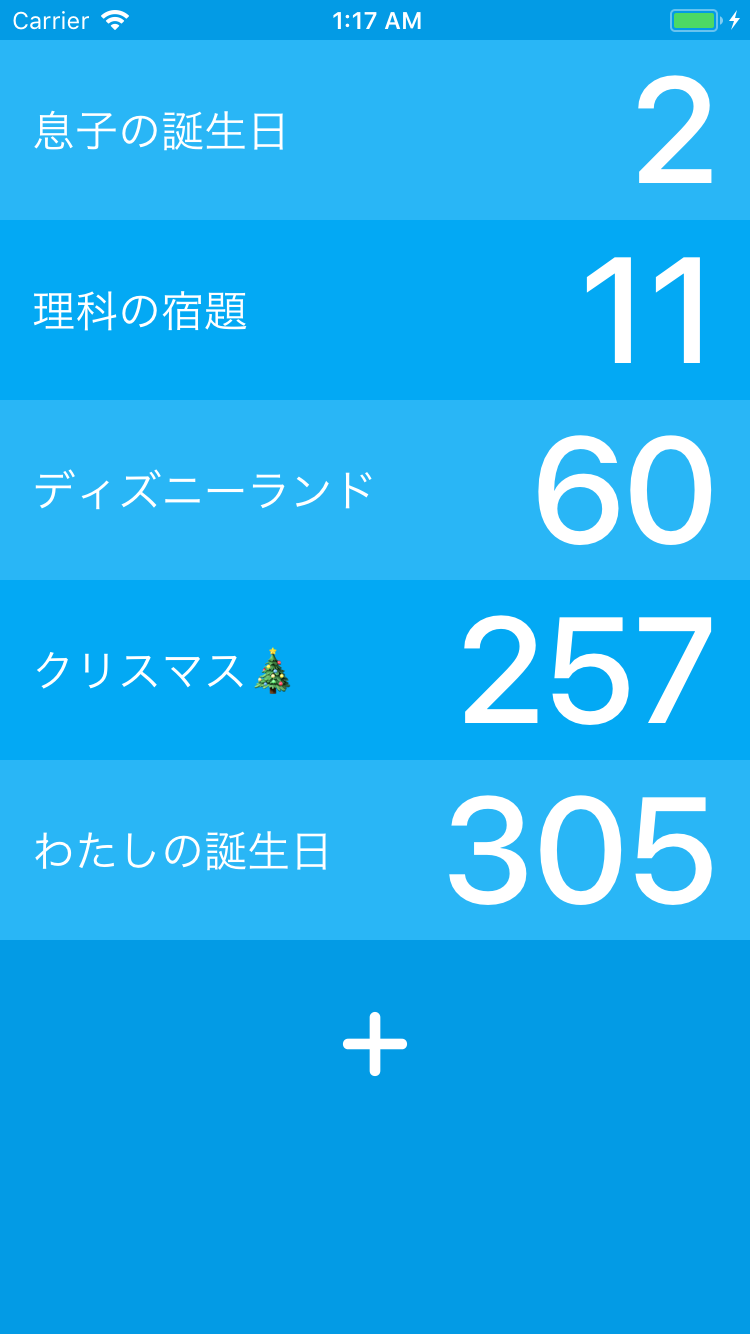 Carrier 1:17 AM
息子の誕生日 2
理科の宿題 11
ディズニーランド 60
クリスマス🎄 257
わたしの誕生日 305
+